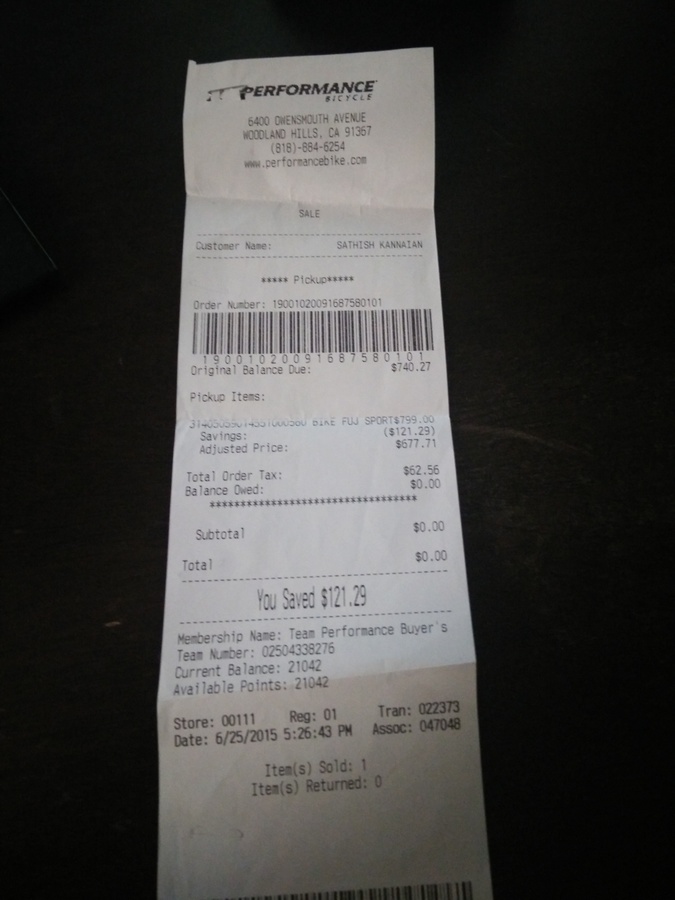 PERFORMANCE
BICYCLE
6400 OWENSMOUTH AVENUE
WOODLAND HILLS, CA 91367
(818)-884-6254
www.performancebike.com
SALE
Customer Name: SATHISH KANNAIAN
***** Pickup*****
Order Number: 19001020091687580101
19001020091687580101
Original Balance Due: $740.27
Pickup Items:
BIKE FUJ SPORT$799.00
Savings: ($121.29)
Adjusted Price: $677.71
Total Order Tax: $62.56
Balance Owed: $0.00
**********************************
Subtotal $0.00
Total $0.00
You Saved $121.29
Membership Name: Team Performance Buyer's
Team Number: 02504338276
Current Balance: 21042
Available Points: 21042
Store: 00111 Reg: 01 Tran: 022373
Date: 6/25/2015 5:26:43 PM Assoc: 047048
Item(s) Sold: 1
Item(s) Returned: 0